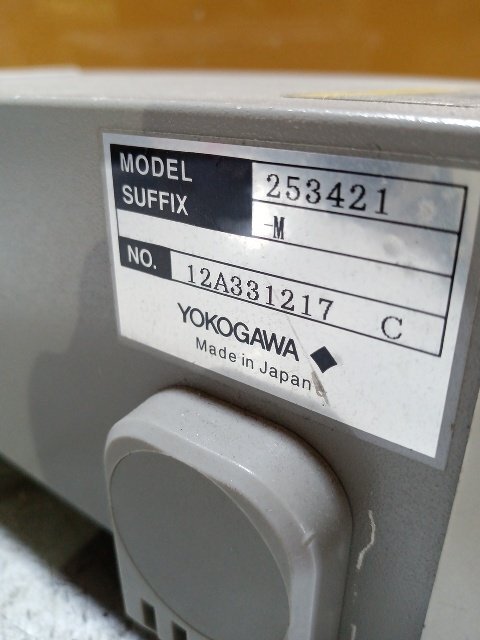 MODEL 253421
SUFFIX -M
NO. 12A331217 C
YOKOGAWA
Made in Japan